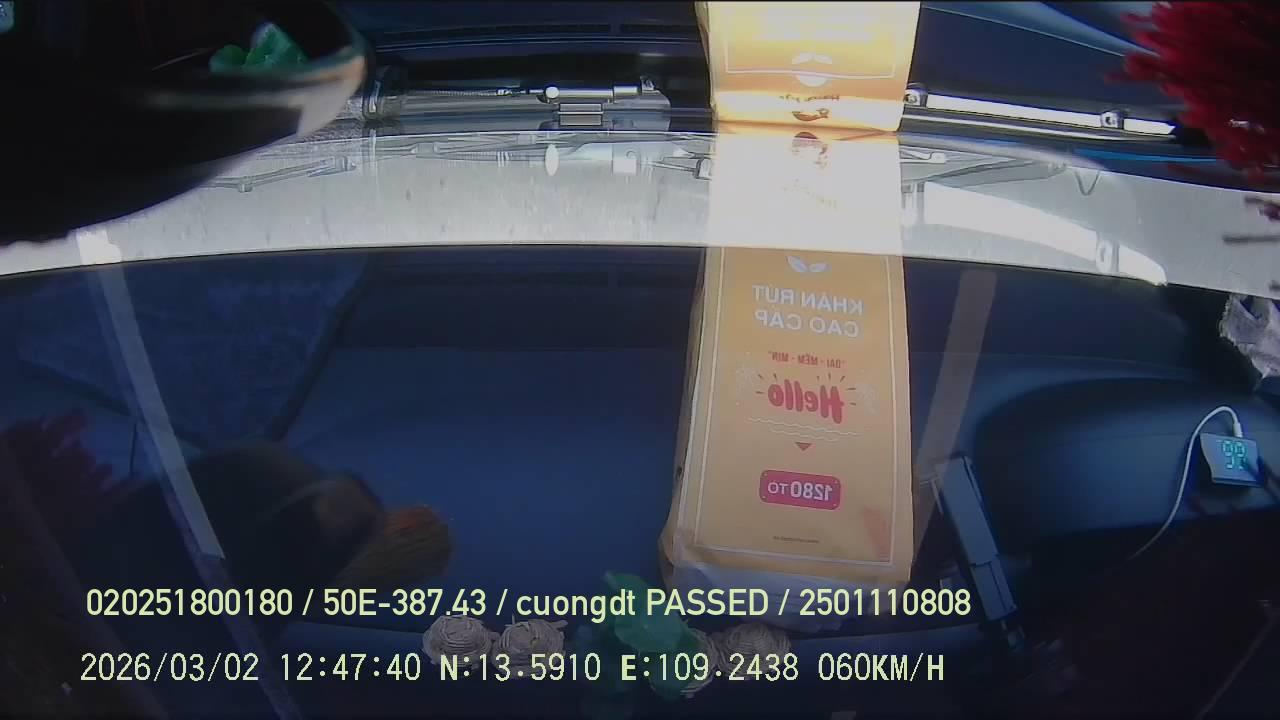 KHĂN RÚT
CAO CẤP
"DAI - MỀM - MỊN"
Hello
1280 TỜ
99
020251800180 / 50E-387.43 / cuongdt PASSED / 2501110808
2026/03/02 12:47:40 N:13.5910 E:109.2438 060KM/H